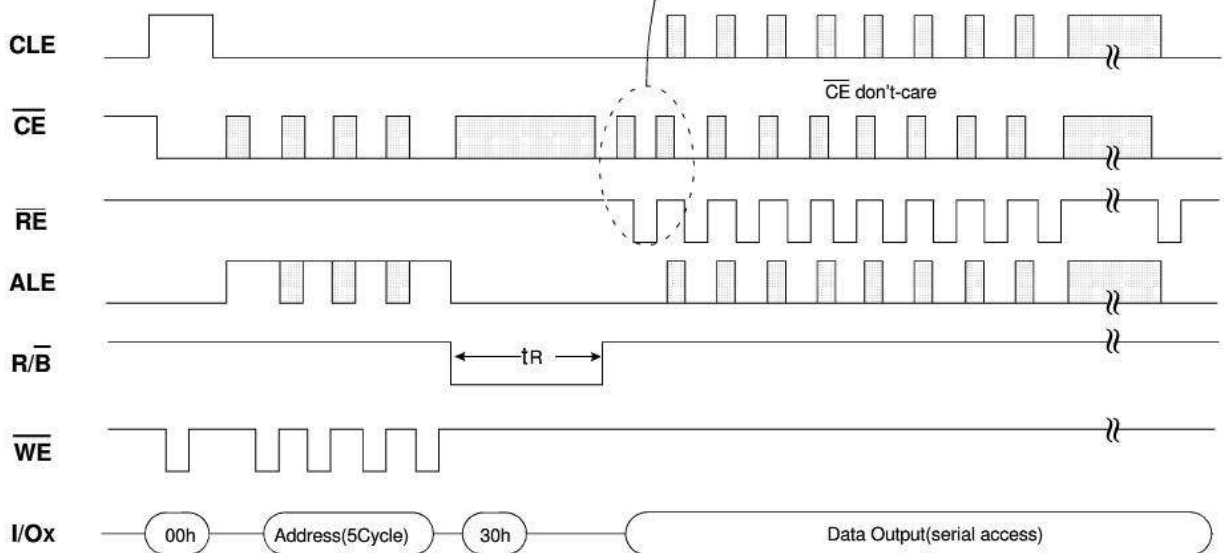 CLE
CE don't-care
CE
RE
ALE
R/B
tR
WE
I/Ox
00h
Address(5Cycle)
30h
Data Output(serial access)